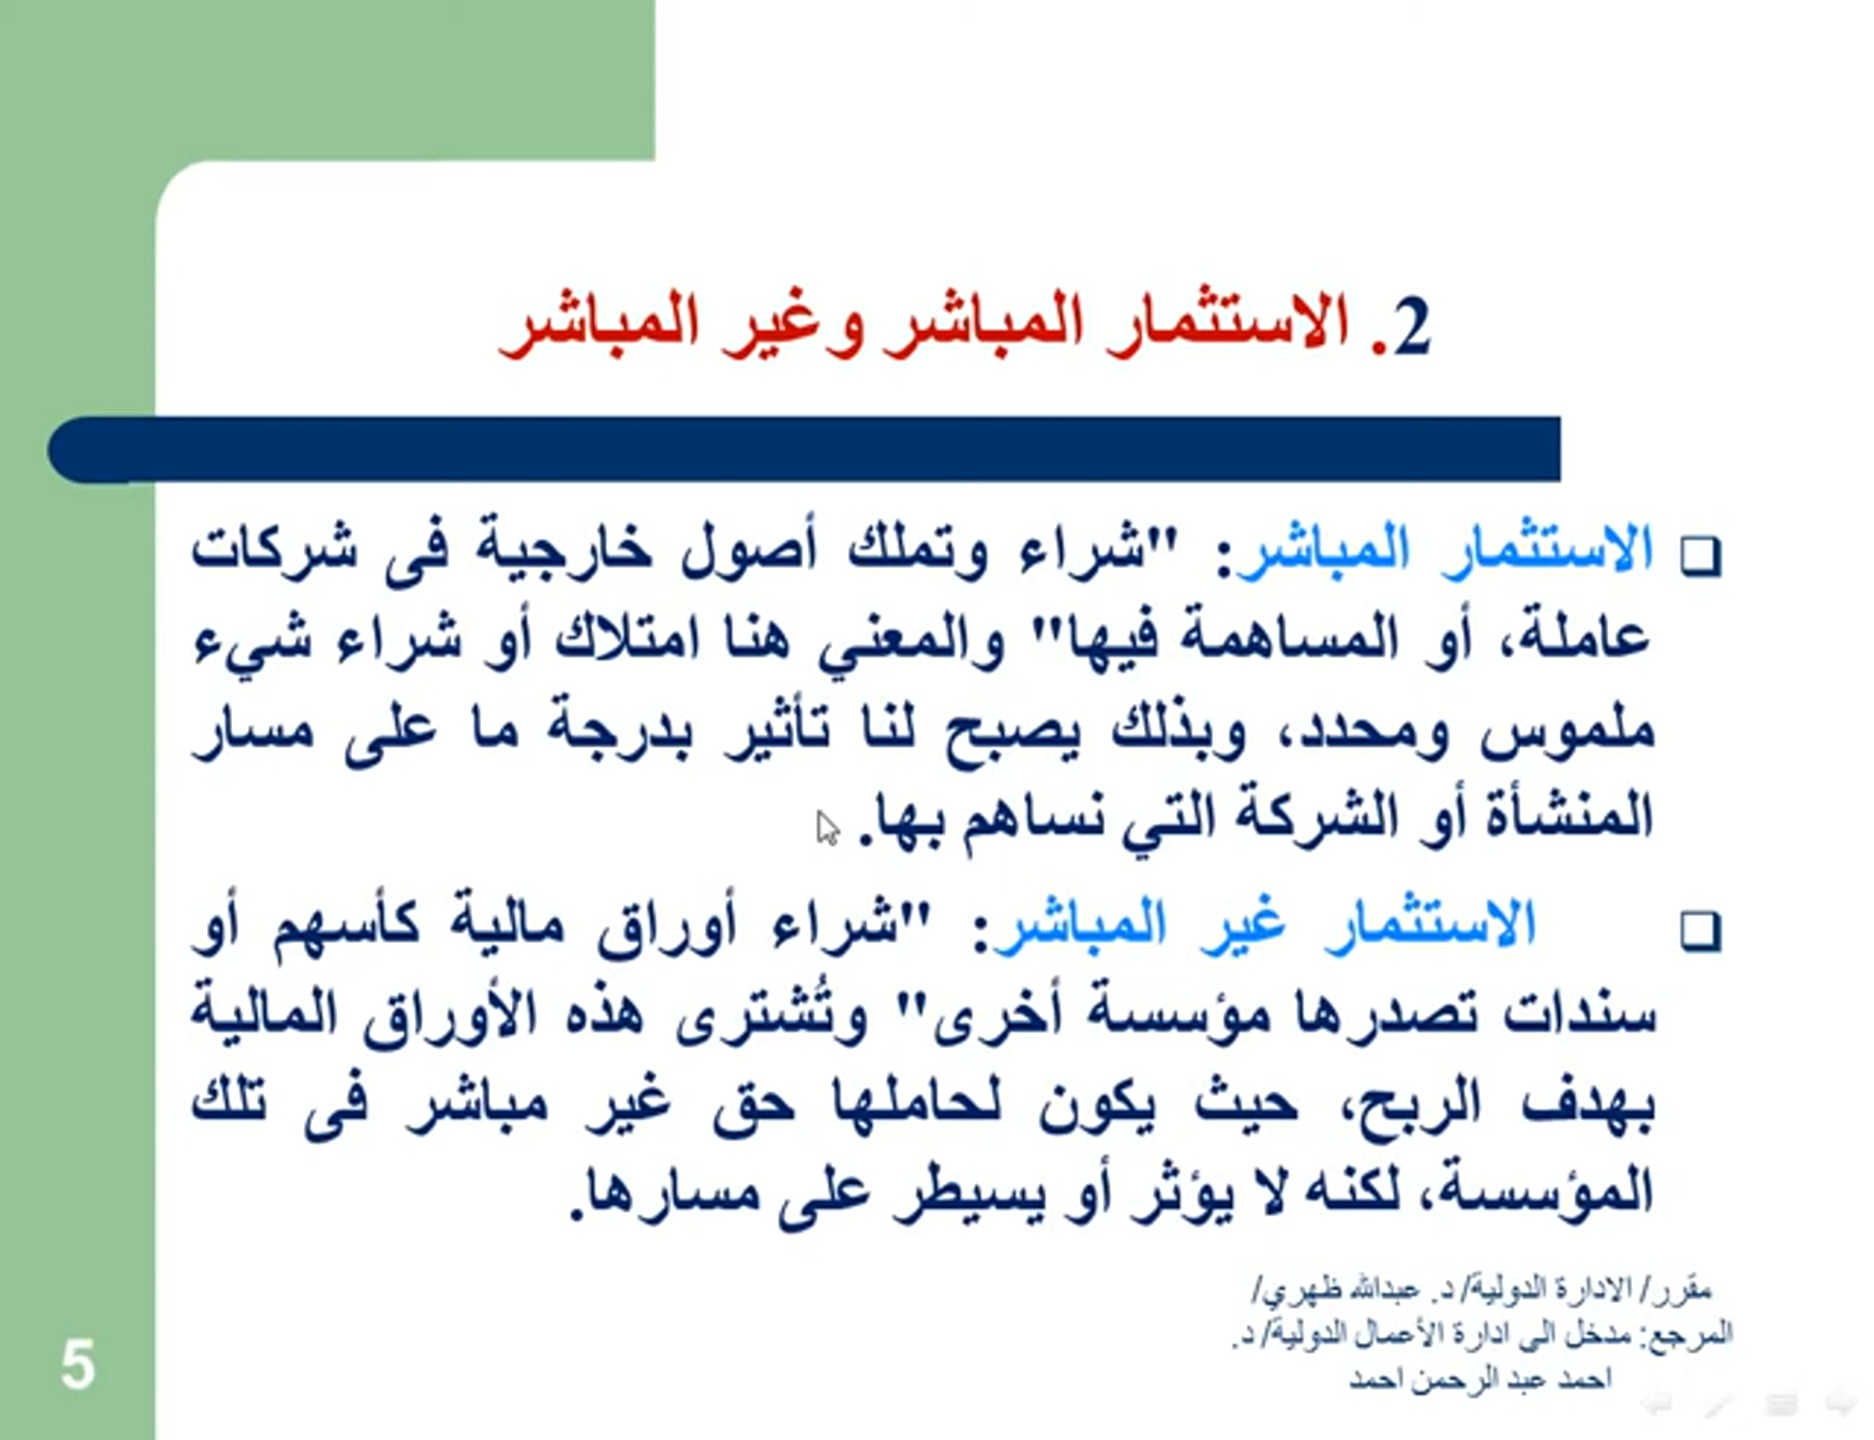 2. الاستثمار المباشر وغير المباشر
❑ الاستثمار المباشر: "شراء وتملك أصول خارجية فى شركات
عاملة، أو المساهمة فيها" والمعني هنا امتلاك أو شراء شيء
ملموس ومحدد، وبذلك يصبح لنا تأثير بدرجة ما على مسار
المنشأة أو الشركة التي نساهم بها.
❑ الاستثمار غير المباشر: "شراء أوراق مالية كأسهم أو
سندات تصدرها مؤسسة أخرى" وتُشترى هذه الأوراق المالية
بهدف الربح، حيث يكون لحاملها حق غير مباشر فى تلك
المؤسسة، لكنه لا يؤثر أو يسيطر على مسارها.
مقرر/ الادارة الدولية/ د. عبدالله ظهري/
المرجع: مدخل الى ادارة الأعمال الدولية/ د.
احمد عبد الرحمن احمد
5